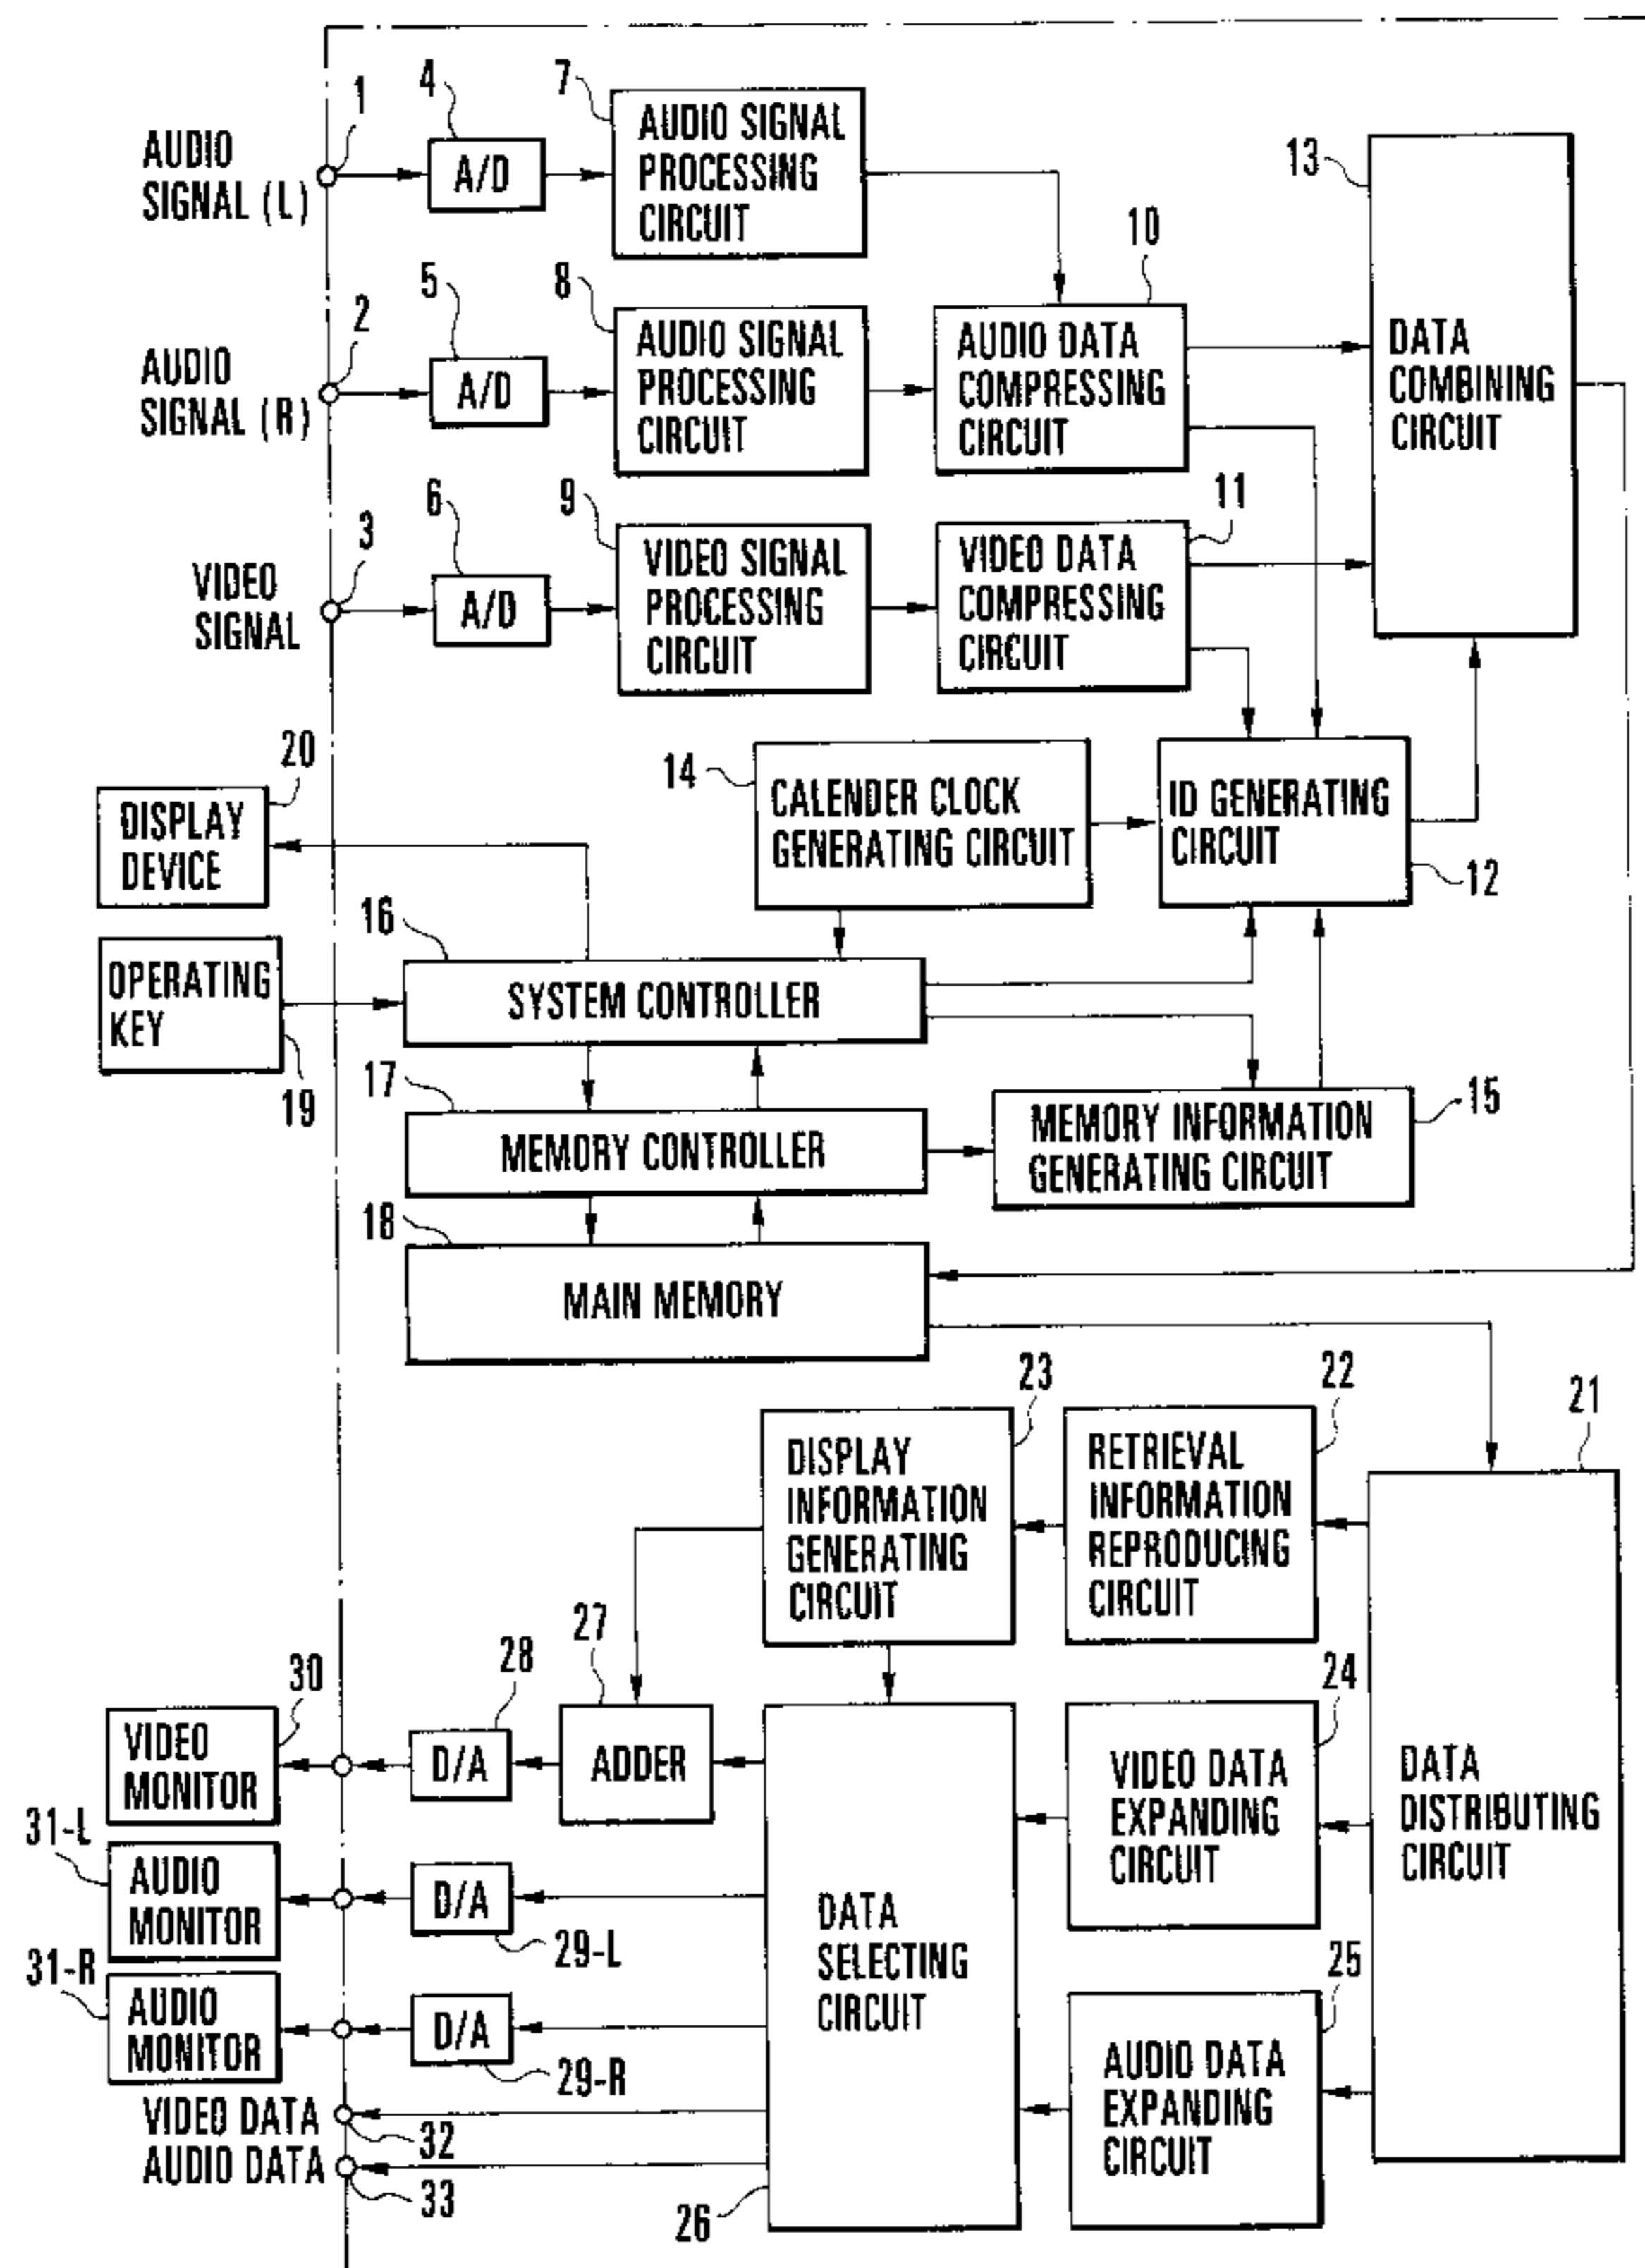 1
4
7
AUDIO
SIGNAL (L)
A/D
AUDIO SIGNAL
PROCESSING
CIRCUIT
13
10
2
5
8
AUDIO
SIGNAL (R)
A/D
AUDIO SIGNAL
PROCESSING
CIRCUIT
AUDIO DATA
COMPRESSING
CIRCUIT
DATA
COMBINING
CIRCUIT
3
6
9
11
VIDEO
SIGNAL
A/D
VIDEO SIGNAL
PROCESSING
CIRCUIT
VIDEO DATA
COMPRESSING
CIRCUIT
20
14
DISPLAY
DEVICE
CALENDER CLOCK
GENERATING CIRCUIT
ID GENERATING
CIRCUIT
12
16
OPERATING
KEY
19
SYSTEM CONTROLLER
17
15
MEMORY CONTROLLER
MEMORY INFORMATION
GENERATING CIRCUIT
18
MAIN MEMORY
23
22
21
DISPLAY
INFORMATION
GENERATING
CIRCUIT
RETRIEVAL
INFORMATION
REPRODUCING
CIRCUIT
30
28
27
24
VIDEO
MONITOR
D/A
ADDER
VIDEO DATA
EXPANDING
CIRCUIT
DATA
DISTRIBUTING
CIRCUIT
31-L
AUDIO
MONITOR
D/A
29-L
DATA
SELECTING
CIRCUIT
25
31-R
AUDIO
MONITOR
D/A
29-R
AUDIO DATA
EXPANDING
CIRCUIT
VIDEO DATA
32
AUDIO DATA
33
26